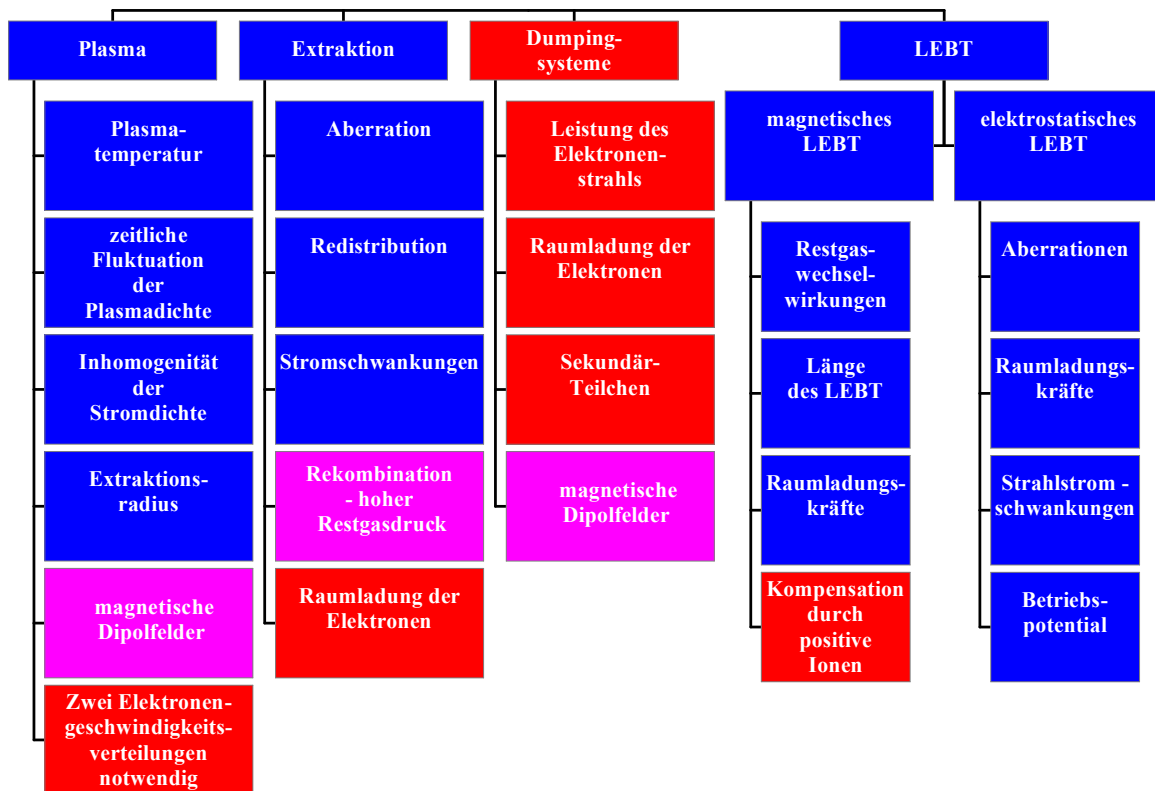 Plasma
Plasma-
temperatur
zeitliche
Fluktuation
der
Plasmadichte
Inhomogenität
der
Stromdichte
Extraktions-
radius
magnetische
Dipolfelder
Zwei Elektronen-
geschwindigkeits-
verteilungen
notwendig
Extraktion
Aberration
Redistribution
Stromschwankungen
Rekombination
- hoher
Restgasdruck
Raumladung der
Elektronen
Dumping-
systeme
Leistung des
Elektronen-
strahls
Raumladung der
Elektronen
Sekundär-
Teilchen
magnetische
Dipolfelder
LEBT
magnetisches
LEBT
Restgas-
wechsel-
wirkungen
Länge
des LEBT
Raumladungs-
kräfte
Kompensation
durch
positive
Ionen
elektrostatisches
LEBT
Aberrationen
Raumladungs-
kräfte
Strahlstrom -
schwankungen
Betriebs-
potential